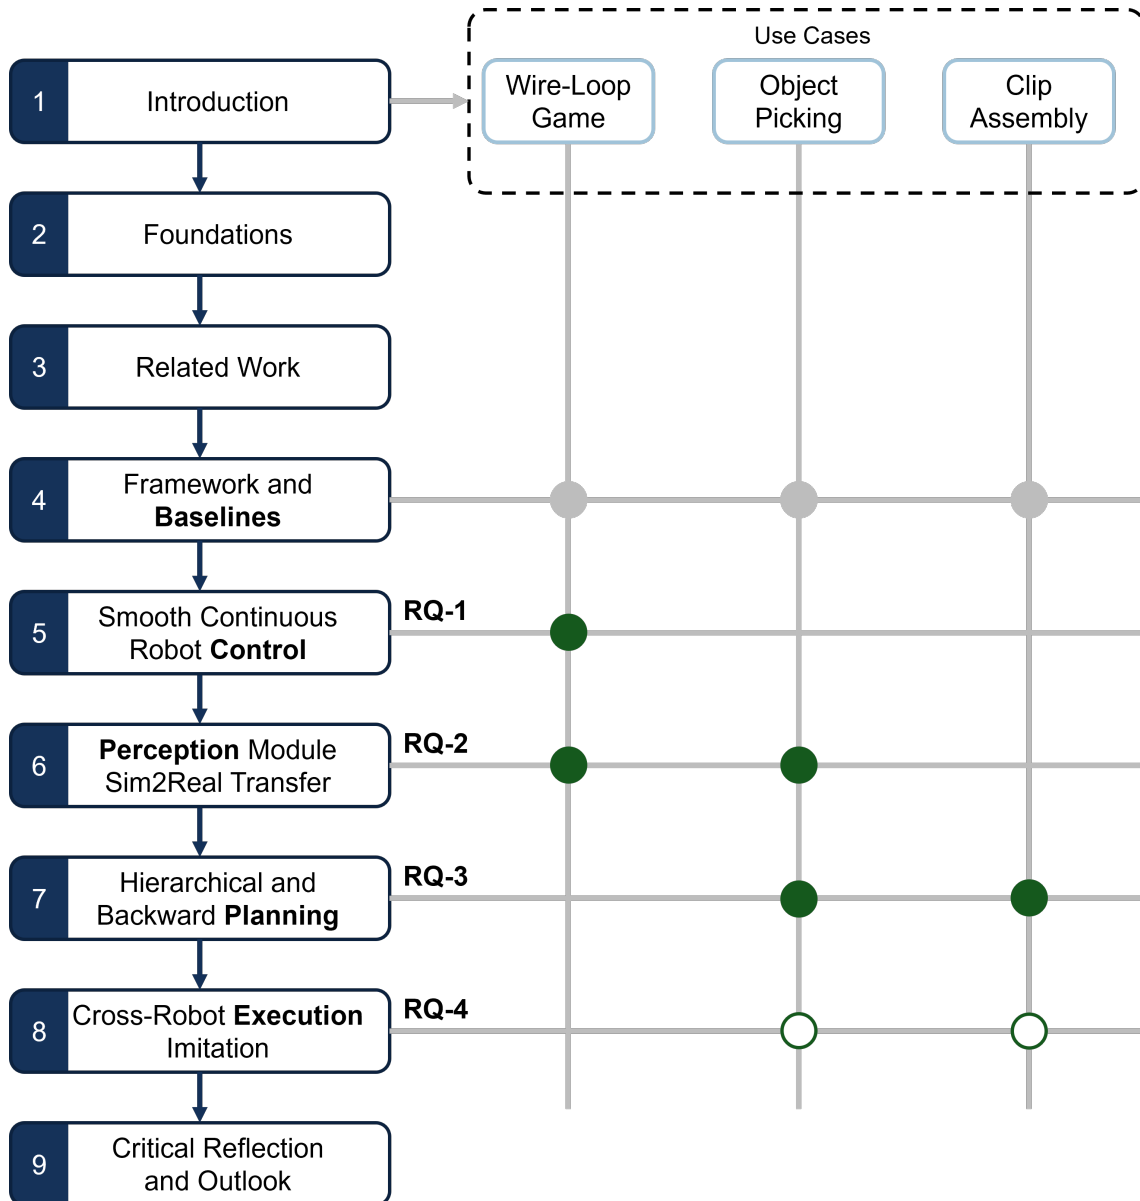 Use Cases
Wire-Loop
Game
Object
Picking
Clip
Assembly
1
Introduction
2
Foundations
3
Related Work
4
Framework and
Baselines
5
Smooth Continuous
Robot Control
RQ-1
6
Perception Module
Sim2Real Transfer
RQ-2
7
Hierarchical and
Backward Planning
RQ-3
8
Cross-Robot Execution
Imitation
RQ-4
9
Critical Reflection
and Outlook